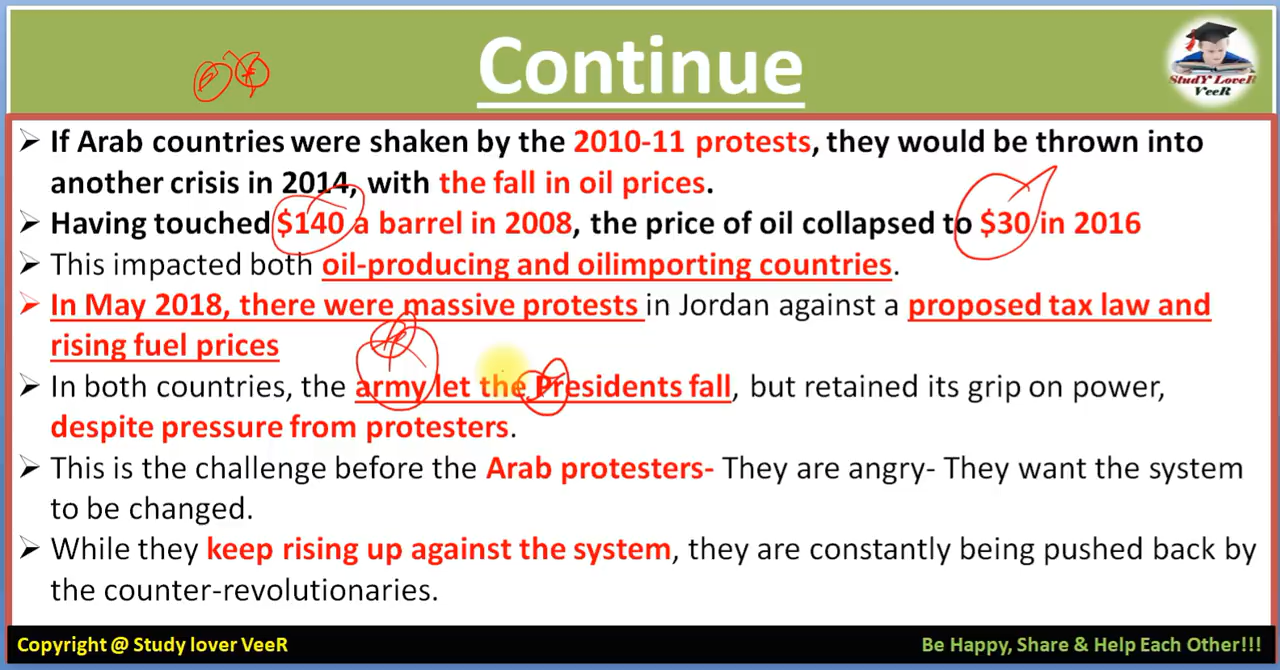 Continue
StudY LoveR
VeeR
➢ If Arab countries were shaken by the 2010-11 protests, they would be thrown into
another crisis in 2014, with the fall in oil prices.
➢ Having touched $140 a barrel in 2008, the price of oil collapsed to $30 in 2016
➢ This impacted both oil-producing and oilimporting countries.
➢ In May 2018, there were massive protests in Jordan against a proposed tax law and
rising fuel prices
➢ In both countries, the army let the Presidents fall, but retained its grip on power,
despite pressure from protesters.
➢ This is the challenge before the Arab protesters- They are angry- They want the system
to be changed.
➢ While they keep rising up against the system, they are constantly being pushed back by
the counter-revolutionaries.
Copyright @ Study lover VeeR
Be Happy, Share & Help Each Other!!!